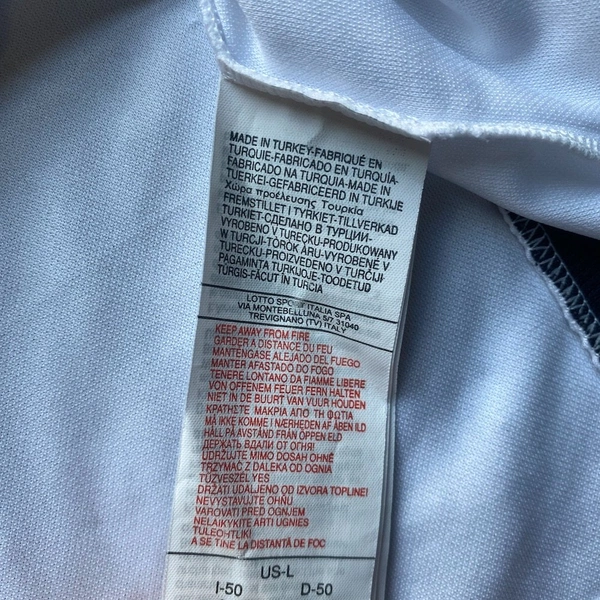 MADE IN TURKEY-FABRIQUÉ EN
TURQUIE-FABRICADO EN TURQUÍA-
FABRICADO NA TURQUIA-MADE IN
TUERKEI-GEFABRICEERD IN TURKIJE
Χώρα προέλευσης Τουρκία
FREMSTILLET I TYRKIET-TILLVERKAD
TURKIET-СДЕЛАНО В ТУРЦИИ-
VYROBENO V TURECKU-PRODUKOWANY
W TURCJI-TÖRÖK ÁRU-VYROBENÉ V
TURECKU-PROIZVEDENO V TURČIJI
PAGAMINTA TURKIJOJE-TOODETUD
TURGIS-FĂCUT ÎN TURCIA
LOTTO ITALIA SPA
VIA MONTEBELLUNA 5/7 31040
TREVIGNANO (TV) ITALY
KEEP AWAY FROM FIRE
GARDER A DISTANCE DU FEU
MANTENGASE ALEJADO DEL FUEGO
MANTER AFASTADO DO FOGO
TENERE LONTANO DA FIAMME LIBERE
VON OFFENEM FEUER FERN HALTEN
NIET IN DE BUURT VAN VUUR HOUDEN
ΚΡΑΤΗΣΤΕ ΜΑΚΡΙΑ ΑΠΟ ΤΗ ΦΩΤΙΑ
MÅ IKKE KOMME I NÆRHEDEN AF ÅBEN ILD
HÅLL PÅ AVSTÅND FRÅN ÖPPEN ELD
ДЕРЖАТЬ ВДАЛИ ОТ ОГНЯ!
UDRŽUJTE MIMO DOSAH OHNĚ
TRZYMAĆ Z DALEKA OD OGNIA
TŰZVESZÉLYES
DRŽATI UDALJENO OD IZVORA TOPLINE!
NEVYSTAVUJTE OHŇU
VAROVATI PRED OGNJEM
NELAIKYKITE ARTI UGNIES
TULEOHTLIKI
A SE TINE LA DISTANTĂ DE FOC
US-L
I-50 D-50